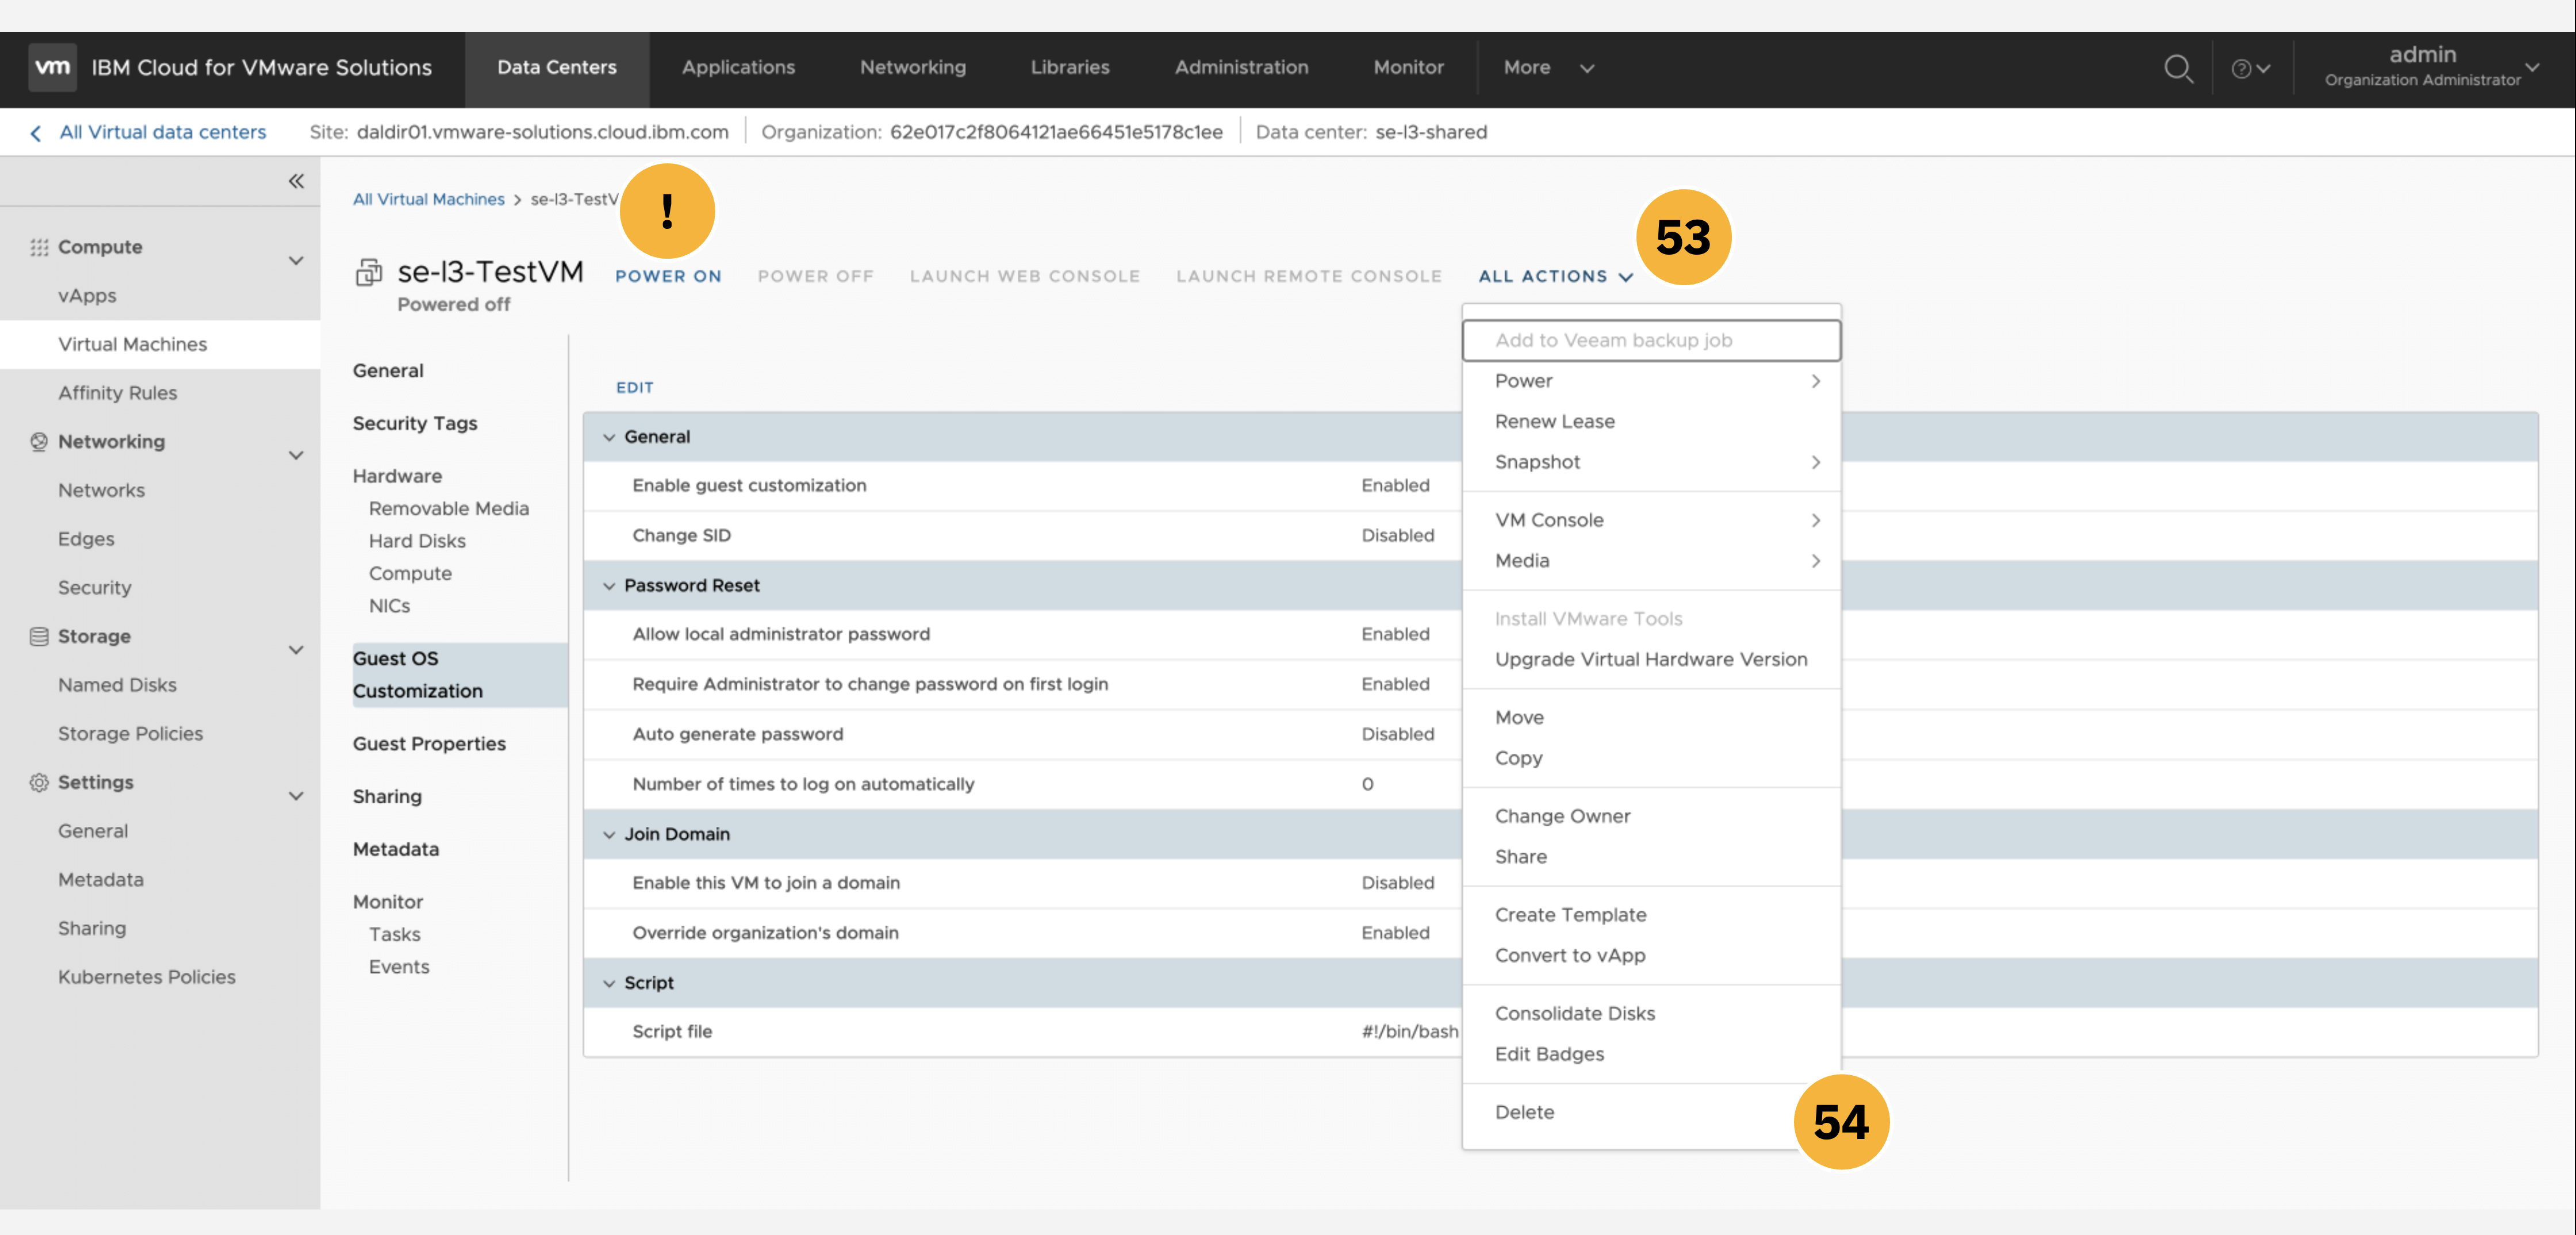 vm IBM Cloud for VMware Solutions Data Centers Applications Networking Libraries Administration Monitor More admin
Organization Administrator
All Virtual data centers Site: daldir01.vmware-solutions.cloud.ibm.com Organization: 62e017c2f8064121ae66451e5178c1ee Data center: se-l3-shared
All Virtual Machines > se-l3-TestV
!
53
se-l3-TestVM POWER ON POWER OFF LAUNCH WEB CONSOLE LAUNCH REMOTE CONSOLE ALL ACTIONS
Powered off
Compute
vApps
Virtual Machines
Affinity Rules
Networking
Networks
Edges
Security
Storage
Named Disks
Storage Policies
Settings
General
Metadata
Sharing
Kubernetes Policies
General
Security Tags
Hardware
Removable Media
Hard Disks
Compute
NICs
Guest OS
Customization
Guest Properties
Sharing
Metadata
Monitor
Tasks
Events
EDIT
General
Enable guest customization Enabled
Change SID Disabled
Password Reset
Allow local administrator password Enabled
Require Administrator to change password on first login Enabled
Auto generate password Disabled
Number of times to log on automatically 0
Join Domain
Enable this VM to join a domain Disabled
Override organization's domain Enabled
Script
Script file #!/bin/bash
Add to Veeam backup job
Power
Renew Lease
Snapshot
VM Console
Media
Install VMware Tools
Upgrade Virtual Hardware Version
Move
Copy
Change Owner
Share
Create Template
Convert to vApp
Consolidate Disks
Edit Badges
Delete
54